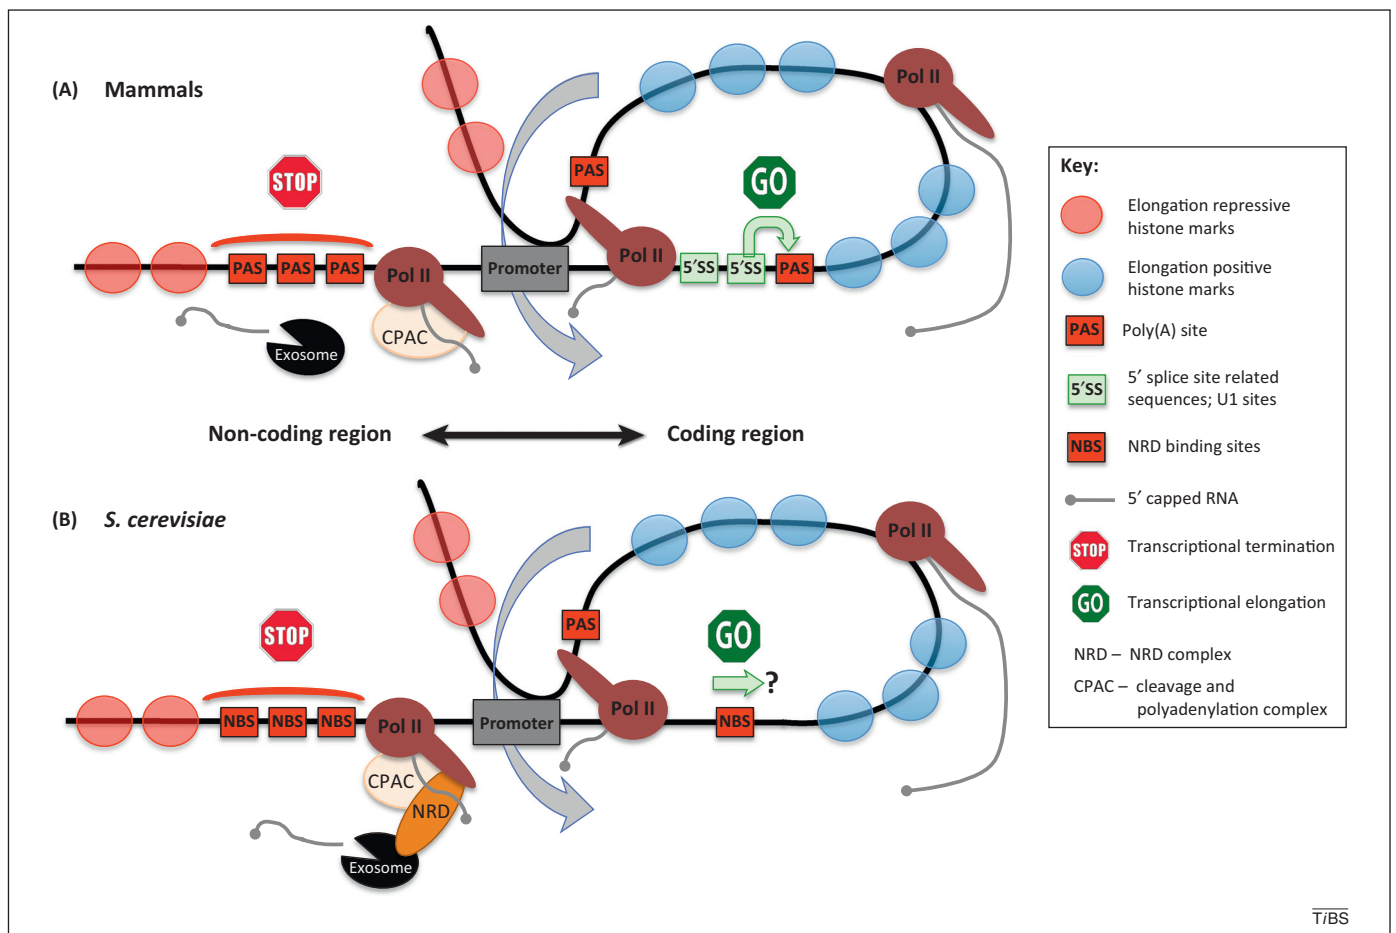 (A) Mammals
STOP
PAS PAS PAS
Pol II
CPAC
Exosome
Promoter
PAS
Pol II
5′SS 5′SS PAS
GO
Pol II
Non-coding region
Coding region
(B) S. cerevisiae
STOP
NBS NBS NBS
Pol II
CPAC
NRD
Exosome
Promoter
PAS
Pol II
GO
?
NBS
Pol II
Key:
Elongation repressive
histone marks
Elongation positive
histone marks
PAS Poly(A) site
5′SS 5′ splice site related
sequences; U1 sites
NBS NRD binding sites
5′ capped RNA
STOP Transcriptional termination
GO Transcriptional elongation
NRD – NRD complex
CPAC – cleavage and
polyadenylation complex
TiBS